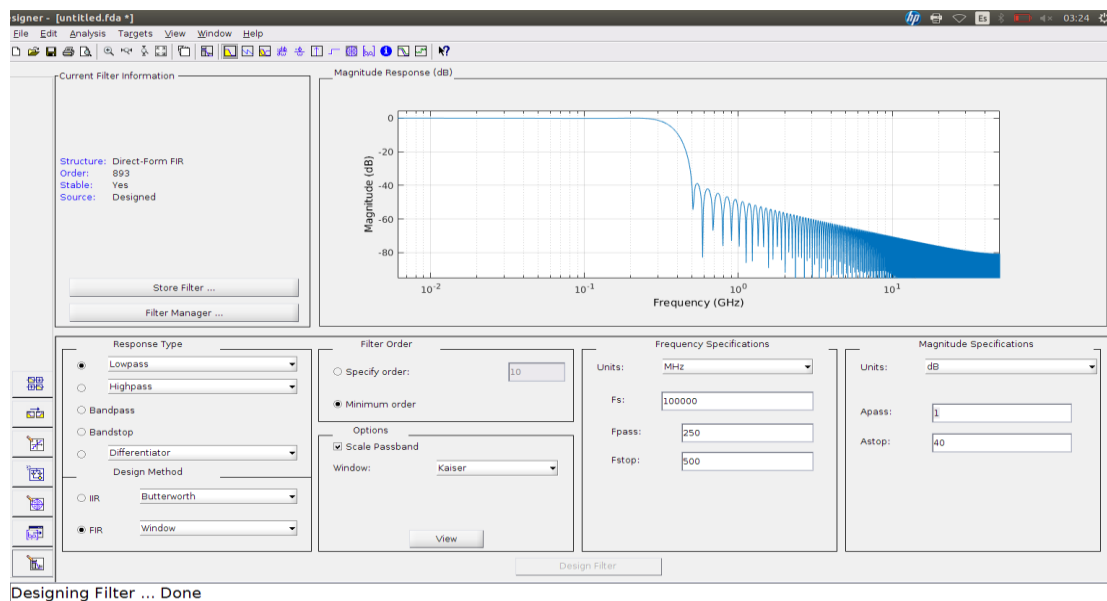 signer - [untitled.fda *]
hp Es 03:24
File Edit Analysis Targets View Window Help
Current Filter Information
Structure: Direct-Form FIR
Order: 893
Stable: Yes
Source: Designed
Store Filter ...
Filter Manager ...
Magnitude Response (dB)
Magnitude (dB)
0
-20
-40
-60
-80
10-2 10-1 100 101
Frequency (GHz)
Response Type
Lowpass
Highpass
Bandpass
Bandstop
Differentiator
Design Method
IIR Butterworth
FIR Window
Filter Order
Specify order: 10
Minimum order
Options
Scale Passband
Window: Kaiser
View
Frequency Specifications
Units: MHz
Fs: 100000
Fpass: 250
Fstop: 500
Magnitude Specifications
Units: dB
Apass: 1
Astop: 40
Design Filter
Designing Filter ... Done